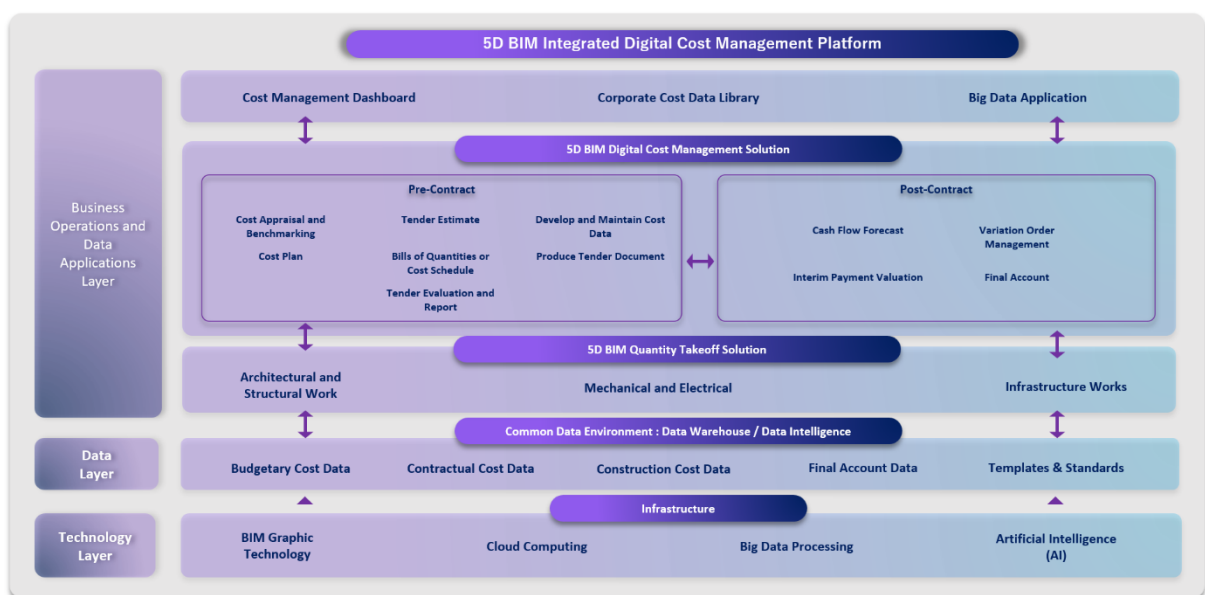 5D BIM Integrated Digital Cost Management Platform
Business
Operations and
Data
Applications
Layer
Cost Management Dashboard
Corporate Cost Data Library
Big Data Application
5D BIM Digital Cost Management Solution
Pre-Contract
Cost Appraisal and
Benchmarking
Tender Estimate
Develop and Maintain Cost
Data
Cost Plan
Bills of Quantities or
Cost Schedule
Produce Tender Document
Tender Evaluation and
Report
Post-Contract
Cash Flow Forecast
Variation Order
Management
Interim Payment Valuation
Final Account
5D BIM Quantity Takeoff Solution
Architectural and
Structural Work
Mechanical and Electrical
Infrastructure Works
Data
Layer
Common Data Environment : Data Warehouse / Data Intelligence
Budgetary Cost Data
Contractual Cost Data
Construction Cost Data
Final Account Data
Templates & Standards
Technology
Layer
Infrastructure
BIM Graphic
Technology
Cloud Computing
Big Data Processing
Artificial Intelligence
(AI)